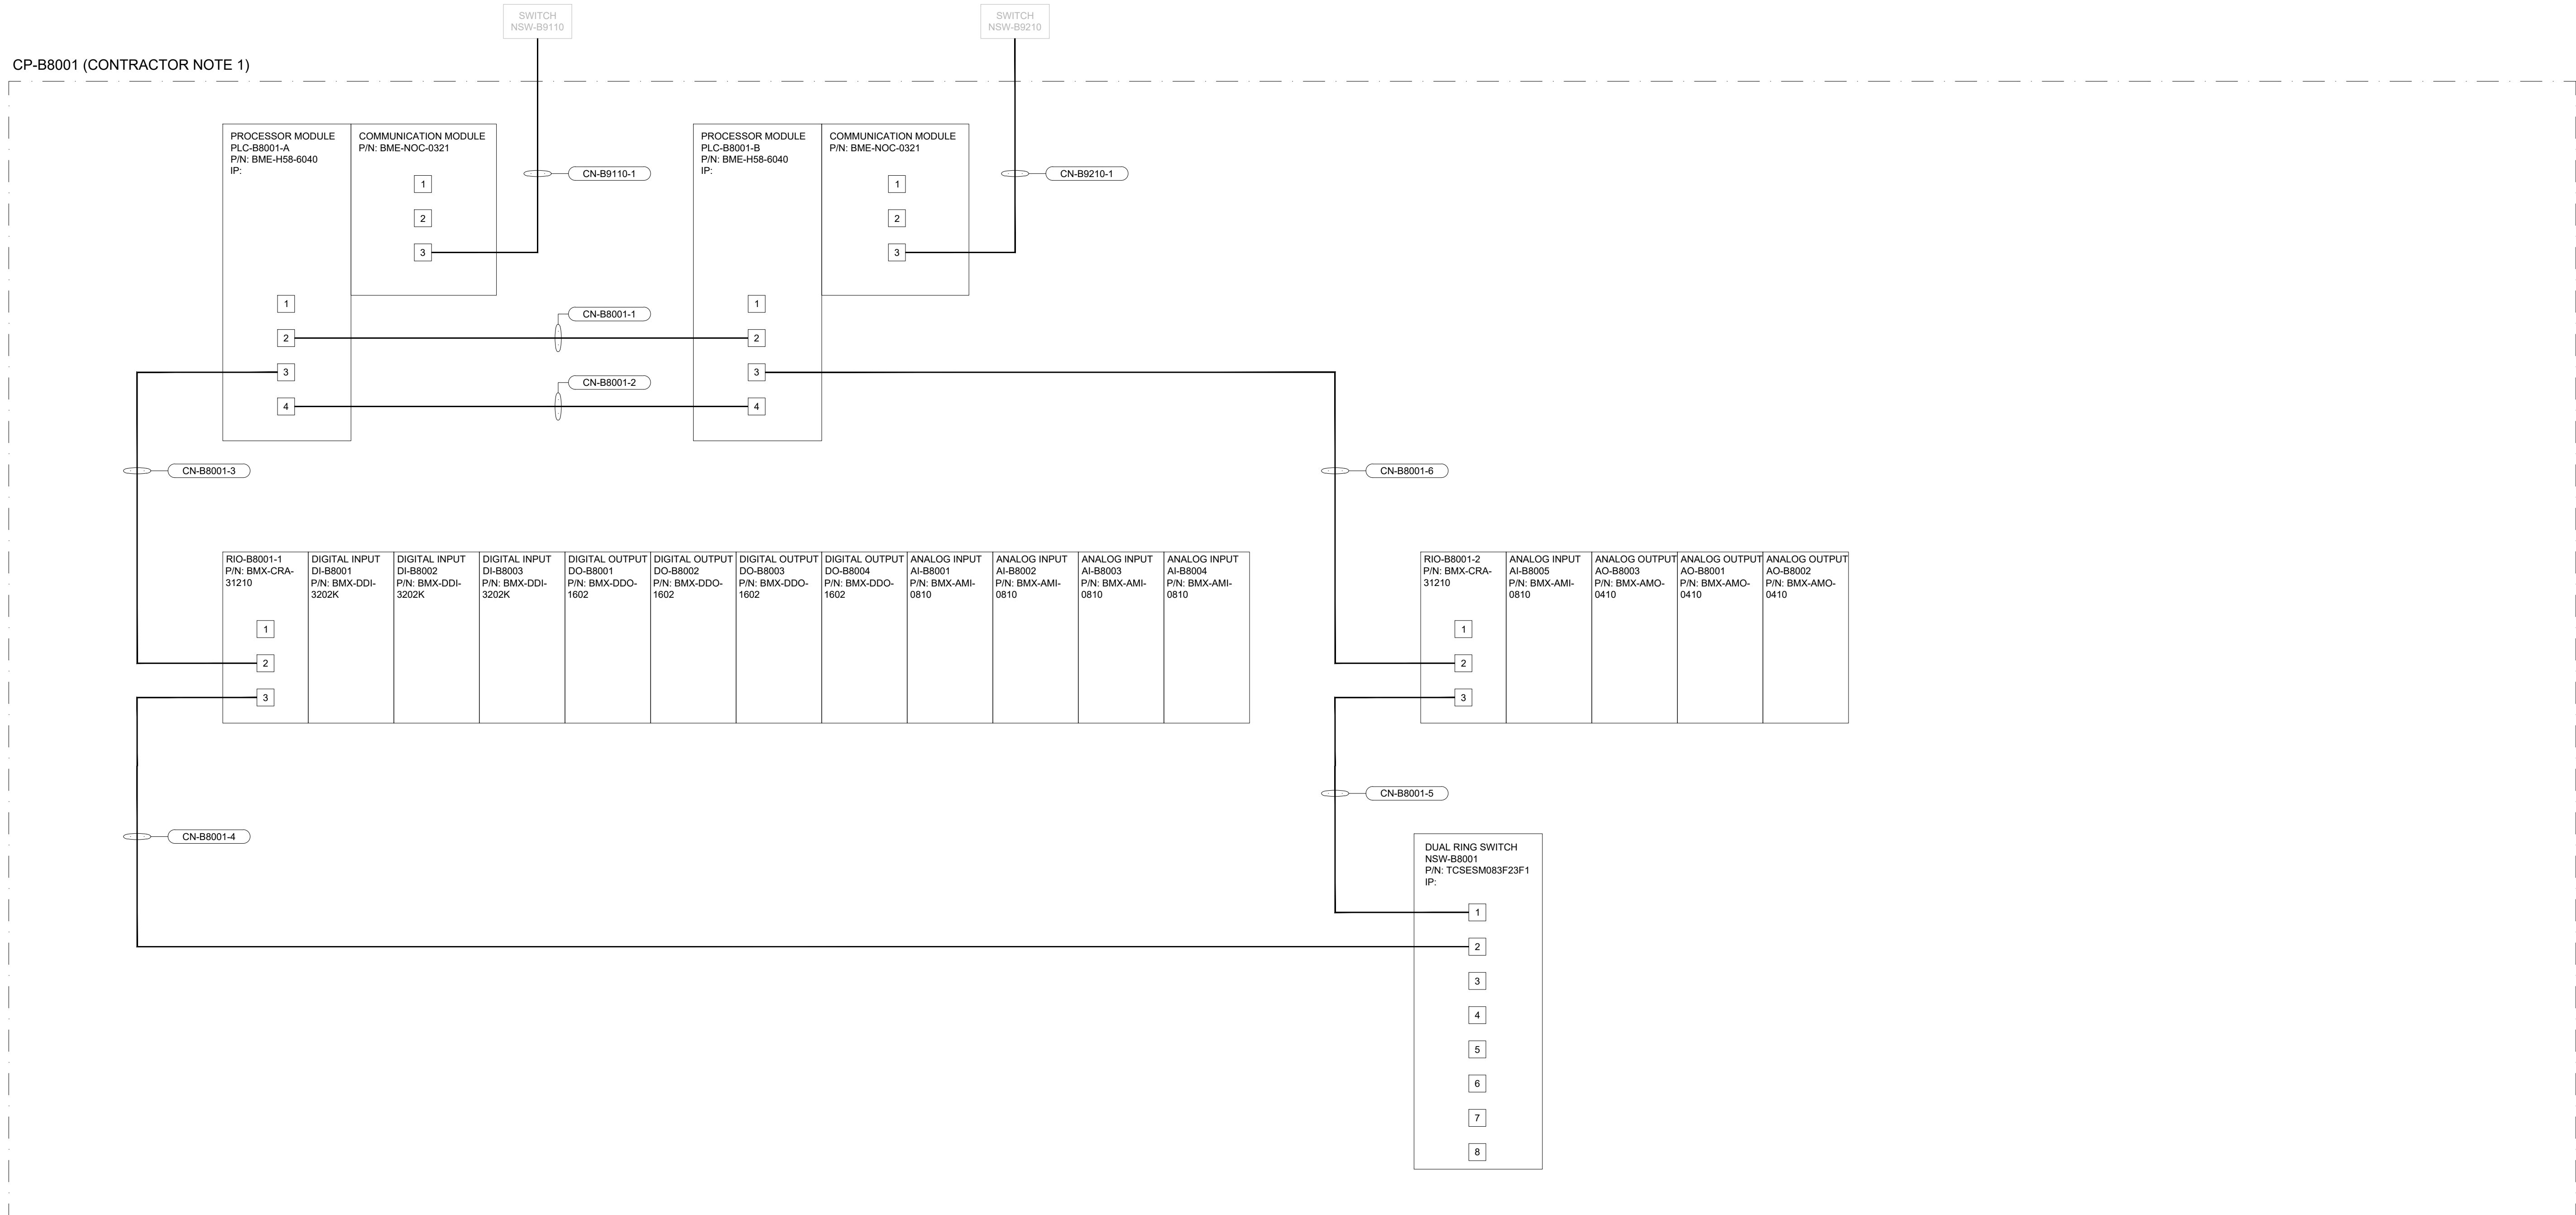 SWITCH
NSW-B9110
SWITCH
NSW-B9210
CP-B8001 (CONTRACTOR NOTE 1)
PROCESSOR MODULE
PLC-B8001-A
P/N: BME-H58-6040
IP:
1
2
3
4
COMMUNICATION MODULE
P/N: BME-NOC-0321
1
2
3
CN-B9110-1
PROCESSOR MODULE
PLC-B8001-B
P/N: BME-H58-6040
IP:
1
2
3
4
COMMUNICATION MODULE
P/N: BME-NOC-0321
1
2
3
CN-B9210-1
CN-B8001-1
CN-B8001-2
CN-B8001-3
CN-B8001-6
RIO-B8001-1
P/N: BMX-CRA-
31210
1
2
3
DIGITAL INPUT
DI-B8001
P/N: BMX-DDI-
3202K
DIGITAL INPUT
DI-B8002
P/N: BMX-DDI-
3202K
DIGITAL INPUT
DI-B8003
P/N: BMX-DDI-
3202K
DIGITAL OUTPUT
DO-B8001
P/N: BMX-DDO-
1602
DIGITAL OUTPUT
DO-B8002
P/N: BMX-DDO-
1602
DIGITAL OUTPUT
DO-B8003
P/N: BMX-DDO-
1602
DIGITAL OUTPUT
DO-B8004
P/N: BMX-DDO-
1602
ANALOG INPUT
AI-B8001
P/N: BMX-AMI-
0810
ANALOG INPUT
AI-B8002
P/N: BMX-AMI-
0810
ANALOG INPUT
AI-B8003
P/N: BMX-AMI-
0810
ANALOG INPUT
AI-B8004
P/N: BMX-AMI-
0810
RIO-B8001-2
P/N: BMX-CRA-
31210
1
2
3
ANALOG INPUT
AI-B8005
P/N: BMX-AMI-
0810
ANALOG OUTPUT
AO-B8003
P/N: BMX-AMO-
0410
ANALOG OUTPUT
AO-B8001
P/N: BMX-AMO-
0410
ANALOG OUTPUT
AO-B8002
P/N: BMX-AMO-
0410
CN-B8001-5
CN-B8001-4
DUAL RING SWITCH
NSW-B8001
P/N: TCSESM083F23F1
IP:
1
2
3
4
5
6
7
8